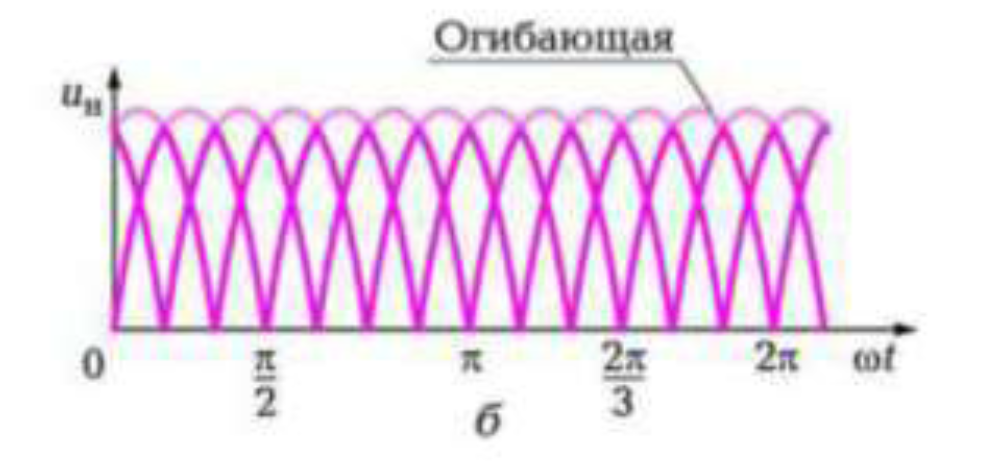 Огибающая
uн
0
π/2
π
2π/3
2π
ωt
б